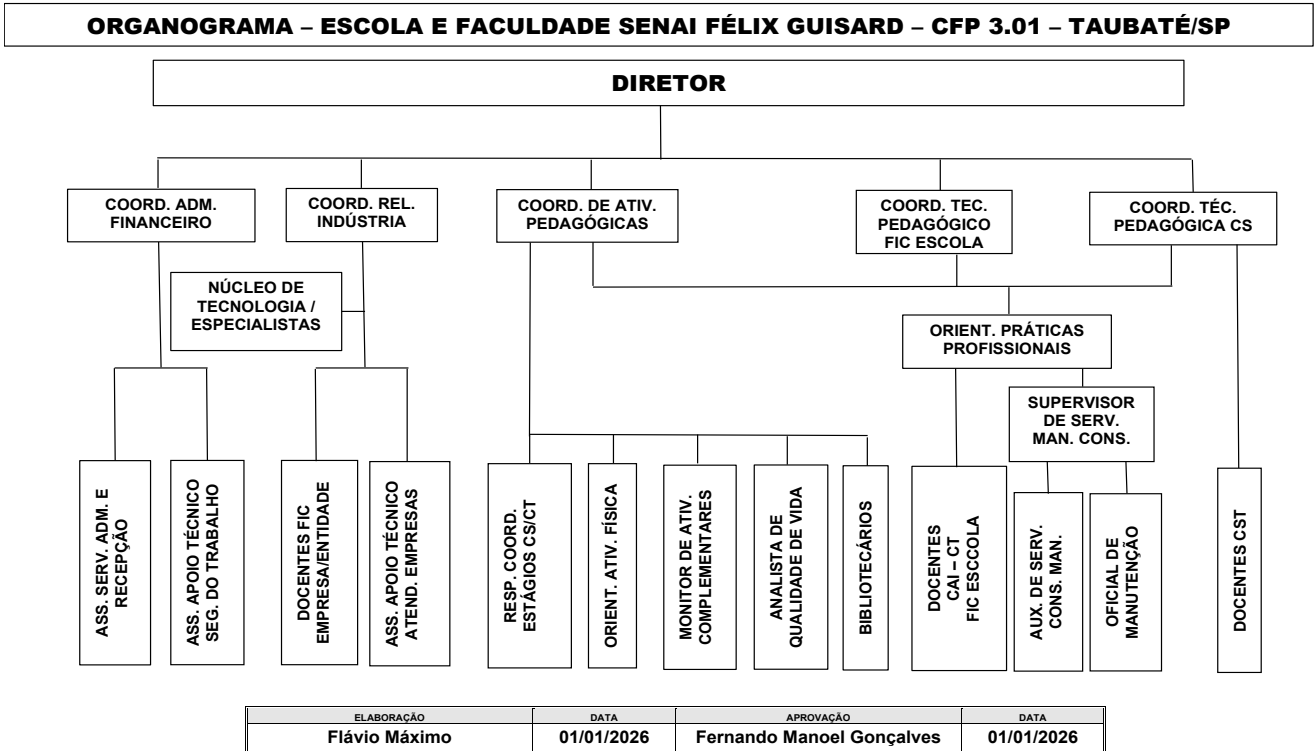 ORGANOGRAMA – ESCOLA E FACULDADE SENAI FÉLIX GUISARD – CFP 3.01 – TAUBATÉ/SP
DIRETOR
COORD. ADM.
FINANCEIRO
COORD. REL.
INDÚSTRIA
COORD. DE ATIV.
PEDAGÓGICAS
COORD. TEC.
PEDAGÓGICO
FIC ESCOLA
COORD. TÉC.
PEDAGÓGICA CS
NÚCLEO DE
TECNOLOGIA /
ESPECIALISTAS
ORIENT. PRÁTICAS
PROFISSIONAIS
SUPERVISOR
DE SERV.
MAN. CONS.
ASS. SERV. ADM. E
RECEPÇÃO
ASS. APOIO TÉCNICO
SEG. DO TRABALHO
DOCENTES FIC
EMPRESA/ENTIDADE
ASS. APOIO TÉCNICO
ATEND. EMPRESAS
RESP. COORD.
ESTÁGIOS CS/CT
ORIENT. ATIV. FÍSICA
MONITOR DE ATIV.
COMPLEMENTARES
ANALISTA DE
QUALIDADE DE VIDA
BIBLIOTECÁRIOS
DOCENTES
CAI – CT
FIC ESCCOLA
AUX. DE SERV.
CONS. MAN.
OFICIAL DE
MANUTENÇÃO
DOCENTES CST
ELABORAÇÃO DATA APROVAÇÃO DATA
Flávio Máximo 01/01/2026 Fernando Manoel Gonçalves 01/01/2026